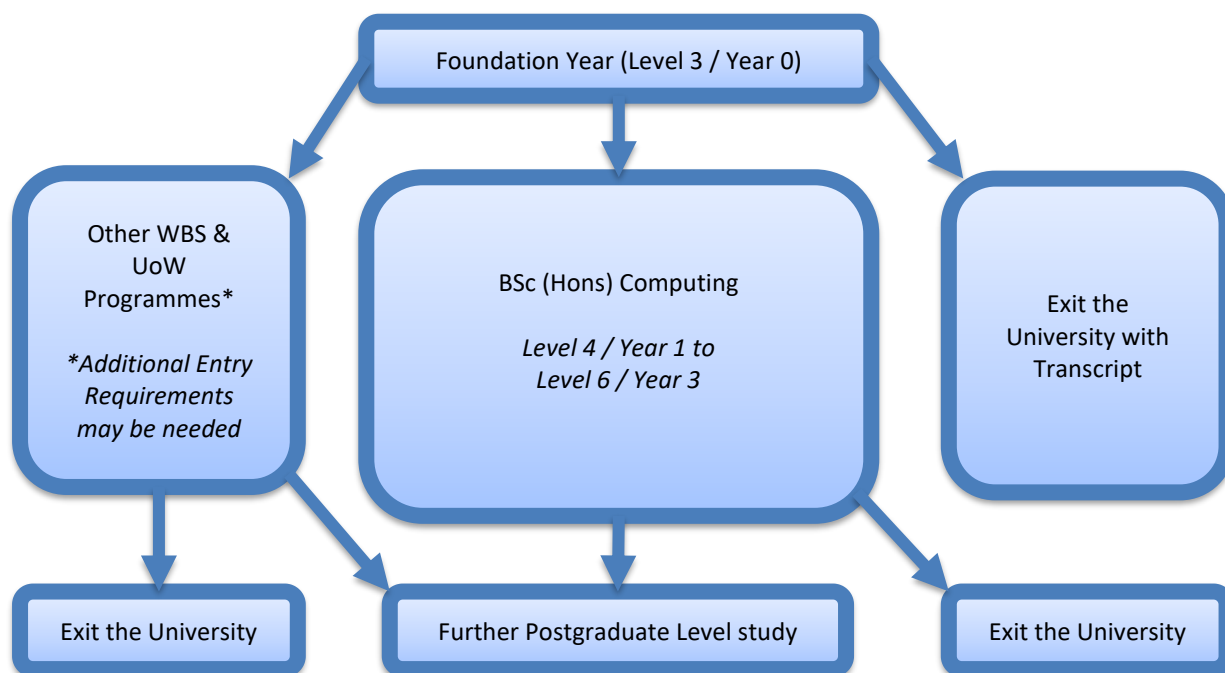 Foundation Year (Level 3 / Year 0)
Other WBS &
UoW
Programmes*
*Additional Entry
Requirements
may be needed
BSc (Hons) Computing
Level 4 / Year 1 to
Level 6 / Year 3
Exit the
University with
Transcript
Exit the University
Further Postgraduate Level study
Exit the University